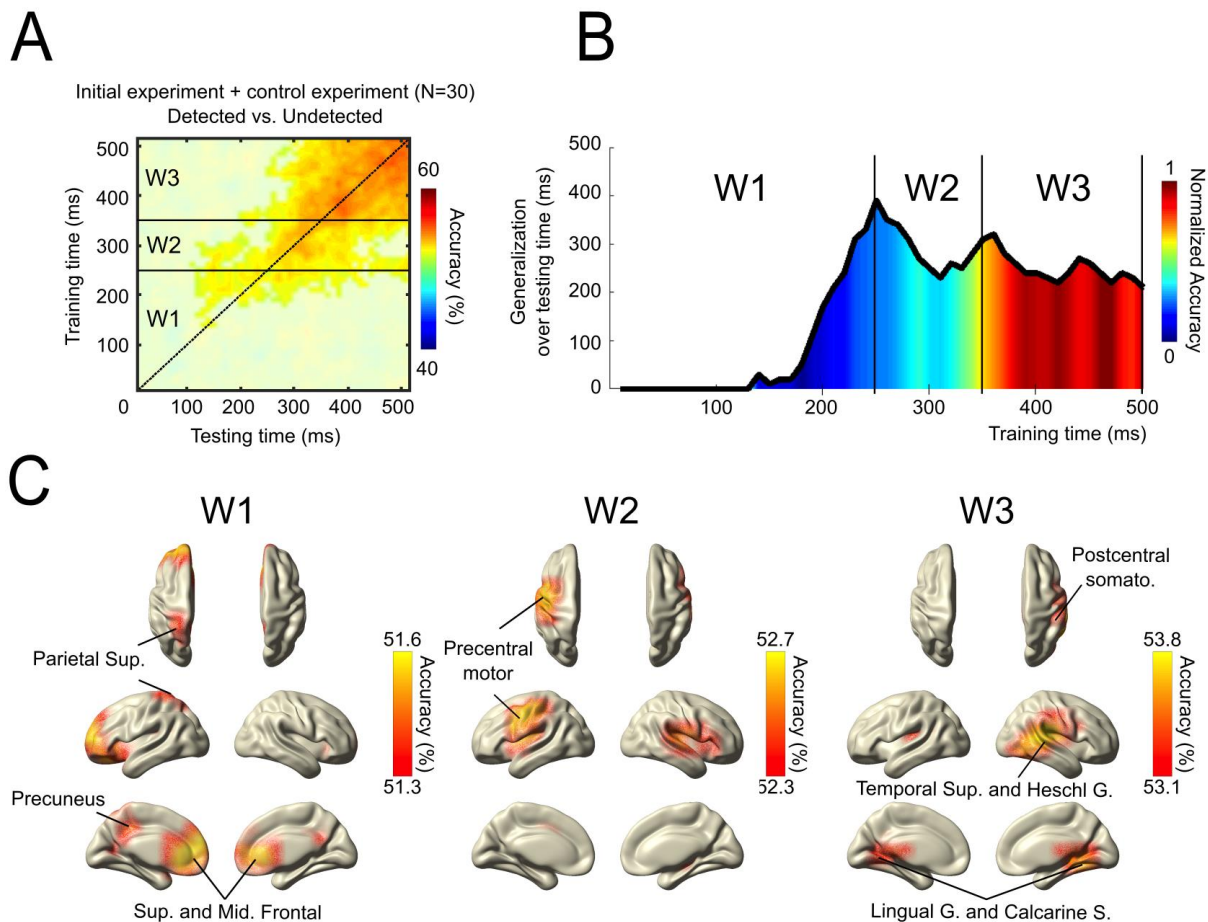 A
Initial experiment + control experiment (N=30)
Detected vs. Undetected
Training time (ms)
500
400
300
200
100
0
W3
W2
W1
100
200
300
400
500
Testing time (ms)
60
40
Accuracy (%)
B
Generalization
over testing time (ms)
500
400
300
200
100
0
W1
W2
W3
100
200
300
400
500
Training time (ms)
1
0
Normalized Accuracy
C
W1
Parietal Sup.
Precuneus
Sup. and Mid. Frontal
51.6
51.3
Accuracy (%)
W2
Precentral
motor
52.7
52.3
Accuracy (%)
W3
Postcentral
somato.
Temporal Sup. and Heschl G.
Lingual G. and Calcarine S.
53.8
53.1
Accuracy (%)